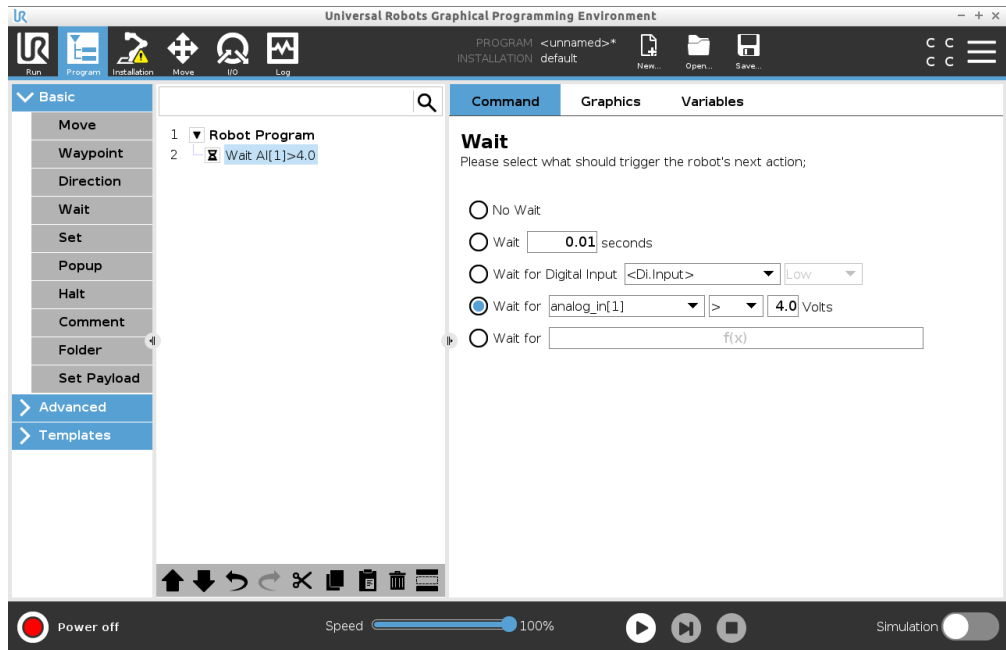 UR Universal Robots Graphical Programming Environment
Run Program Installation Move I/O Log
PROGRAM <unnamed>*
INSTALLATION default
New... Open... Save...
C C
C C
Basic
Move
Waypoint
Direction
Wait
Set
Popup
Halt
Comment
Folder
Set Payload
Advanced
Templates
1 Robot Program
2 Wait AI[1]>4.0
Command Graphics Variables
Wait
Please select what should trigger the robot's next action;
No Wait
Wait 0.01 seconds
Wait for Digital Input <Di.Input> Low
Wait for analog_in[1] > 4.0 Volts
Wait for f(x)
Power off Speed 100% Simulation